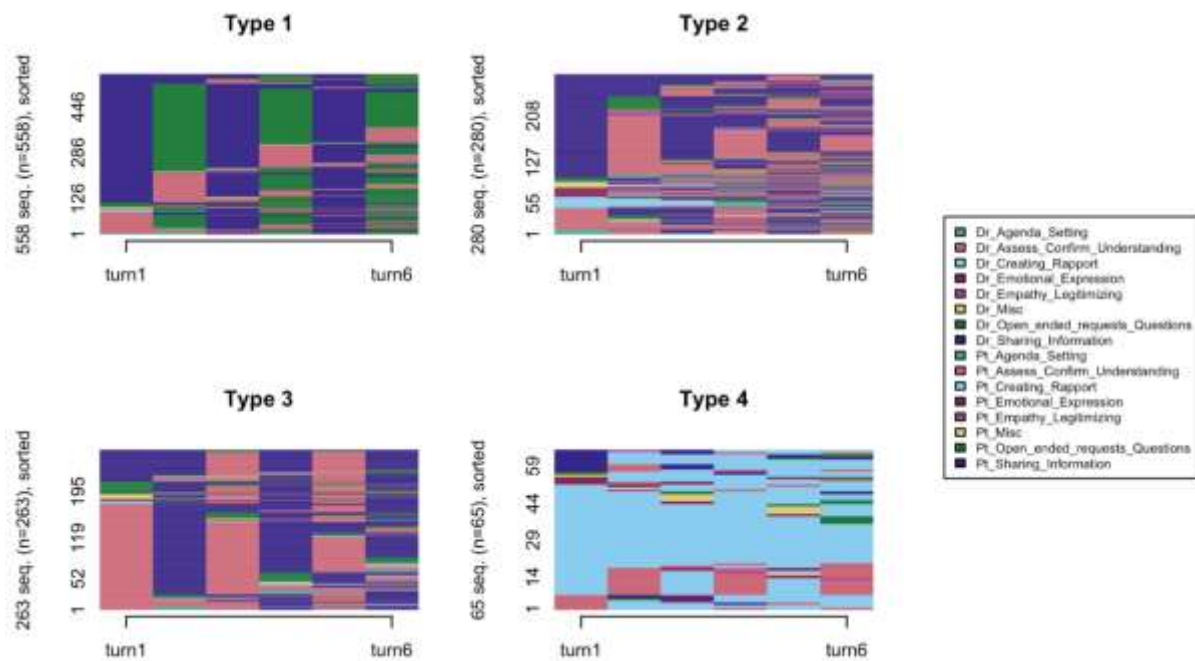 Type 1
558 seq. (n=558), sorted
1 126 286 446
turn1 turn6
Type 2
280 seq. (n=280), sorted
1 55 127 208
turn1 turn6
Type 3
263 seq. (n=263), sorted
1 52 119 195
turn1 turn6
Type 4
65 seq. (n=65), sorted
1 14 29 44 59
turn1 turn6
Dr_Agenda_Setting
Dr_Assess_Confirm_Understanding
Dr_Creating_Rapport
Dr_Emotional_Expression
Dr_Empathy_Legitimizing
Dr_Misc
Dr_Open_ended_requests_Questions
Dr_Sharing_Information
Pt_Agenda_Setting
Pt_Assess_Confirm_Understanding
Pt_Creating_Rapport
Pt_Emotional_Expression
Pt_Empathy_Legitimizing
Pt_Misc
Pt_Open_ended_requests_Questions
Pt_Sharing_Information